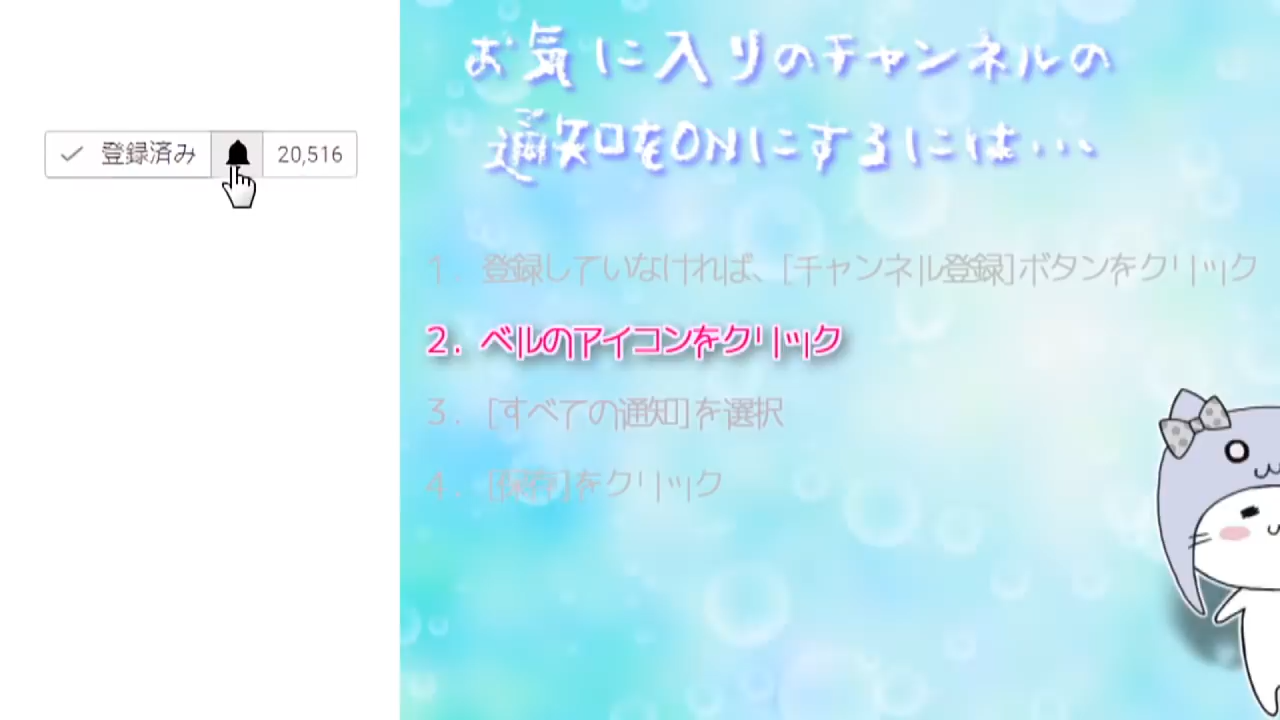 登録済み 20,516
お気に入りのチャンネルの
通知をONにするには・・・
1. 登録していなければ、[チャンネル登録]ボタンをクリック
2. ベルのアイコンをクリック
3. [すべての通知]を選択
4. [保存]をクリック